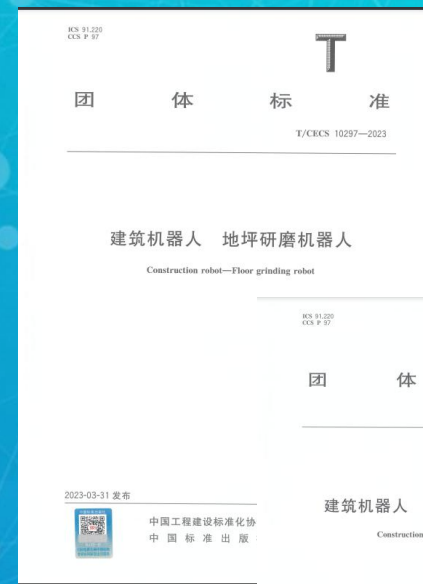 ICS 91.220
CCS P 97
T
团 体 标 准
T/CECS 10297—2023
建筑机器人 地坪研磨机器人
Construction robot—Floor grinding robot
2023-03-31 发布
中国工程建设标准化协
中国标准出版
ICS 91.220
CCS P 97
团 体
建筑机器人
Construction